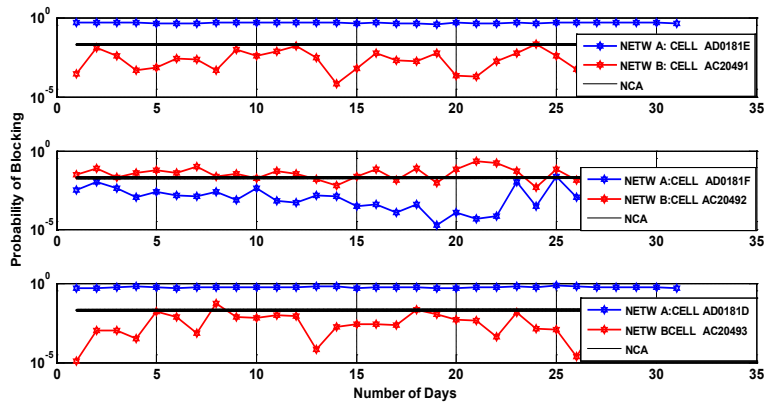 Probability of Blocking
10^0
10^-5
0 5 10 15 20 25 30 35
NETW A: CELL AD0181E
NETW B: CELL AC20491
NCA
10^0
10^-5
0 5 10 15 20 25 30 35
NETW A:CELL AD0181F
NETW B:CELL AC20492
NCA
10^0
10^-5
0 5 10 15 20 25 30 35
NETW A:CELL AD0181D
NETW BCELL AC20493
NCA
Number of Days